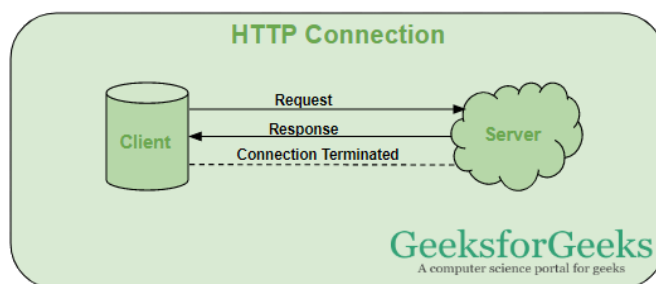 HTTP Connection
Request
Response
Client
Server
Connection Terminated
GeeksforGeeks
A computer science portal for geeks